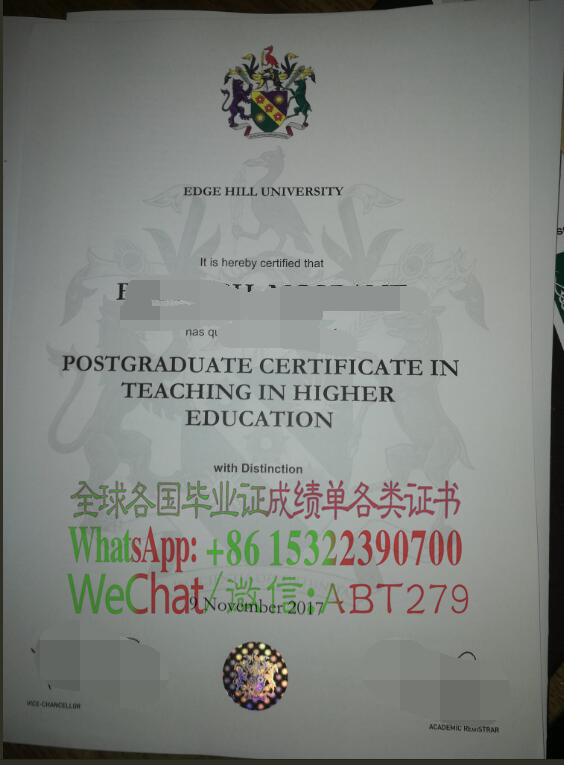 EDGE HILL UNIVERSITY
It is hereby certified that
has qu
POSTGRADUATE CERTIFICATE IN
TEACHING IN HIGHER
EDUCATION
with Distinction
全球各国毕业证成绩单各类证书
WhatsApp: +86 15322390700
WeChat/微信:ABT279
9 November 2017
VICE-CHANCELLOR
ACADEMIC REGISTRAR